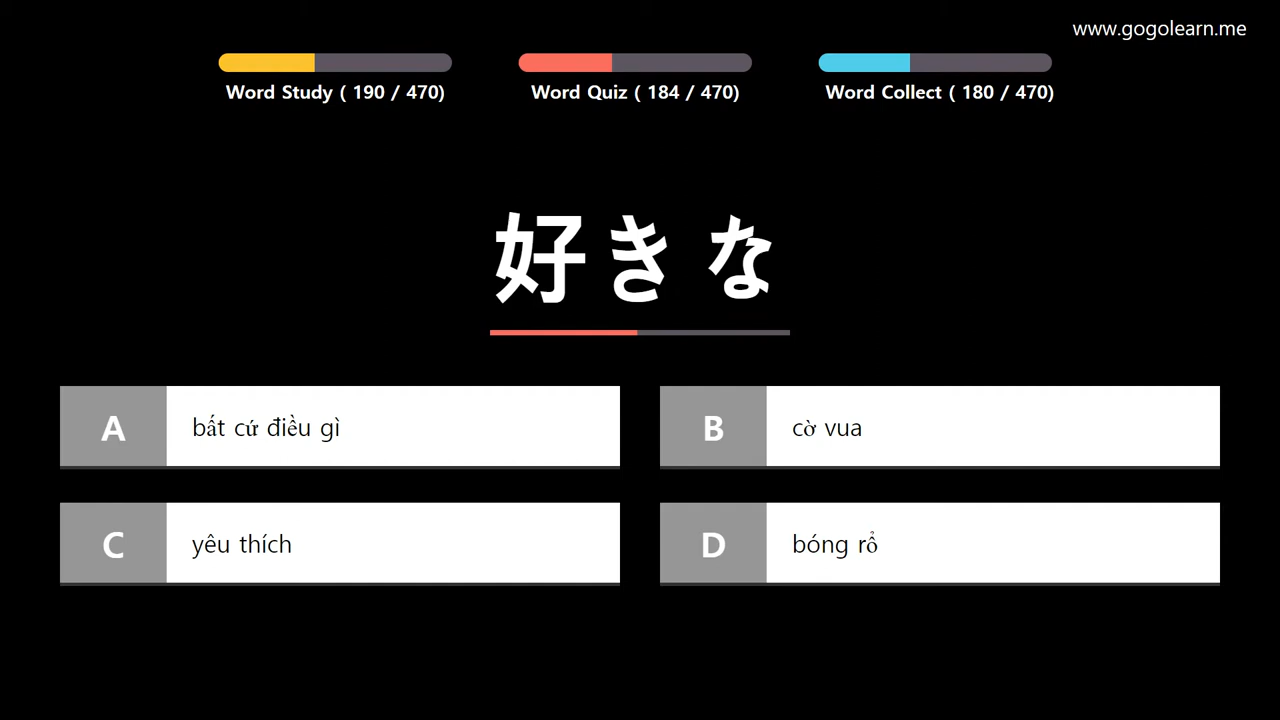 www.gogolearn.me
Word Study ( 190 / 470)
Word Quiz ( 184 / 470)
Word Collect ( 180 / 470)
好きな
A bất cứ điều gì
B cờ vua
C yêu thích
D bóng rổ